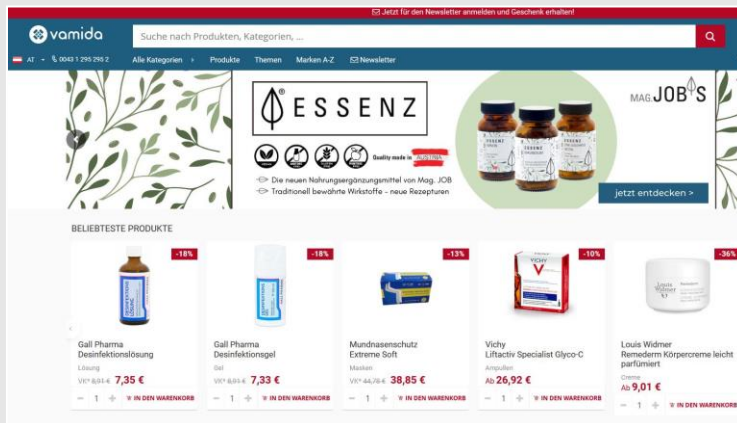 Jetzt für den Newsletter anmelden und Geschenk erhalten!
vamida
Suche nach Produkten, Kategorien, ...
AT 0043 1 295 295 2 Alle Kategorien Produkte Themen Marken A-Z Newsletter
ESSENZ
MAG. JOB'S
Quality made in AUSTRIA
Die neuen Nahrungsergänzungsmittel von Mag. JOB
Traditionell bewährte Wirkstoffe - neue Rezepturen
jetzt entdecken >
BELIEBTESTE PRODUKTE
-18%
-18%
-13%
-10%
-36%
Gall Pharma
Desinfektionslösung
Lösung
VK* 8,91 € 7,35 €
- 1 + IN DEN WARENKORB
Gall Pharma
Desinfektionsgel
Gel
VK* 8,91 € 7,33 €
- 1 + IN DEN WARENKORB
Mundnasenschutz
Extreme Soft
Masken
VK* 44,78 € 38,85 €
- 1 + IN DEN WARENKORB
VICHY
Vichy
Liftactiv Specialist Glyco-C
Ampullen
Ab 26,92 €
- 1 + IN DEN WARENKORB
Louis Widmer
Louis Widmer
Remederm Körpercreme leicht
parfümiert
Creme
Ab 9,01 €
- 1 + IN DEN WARENKORB